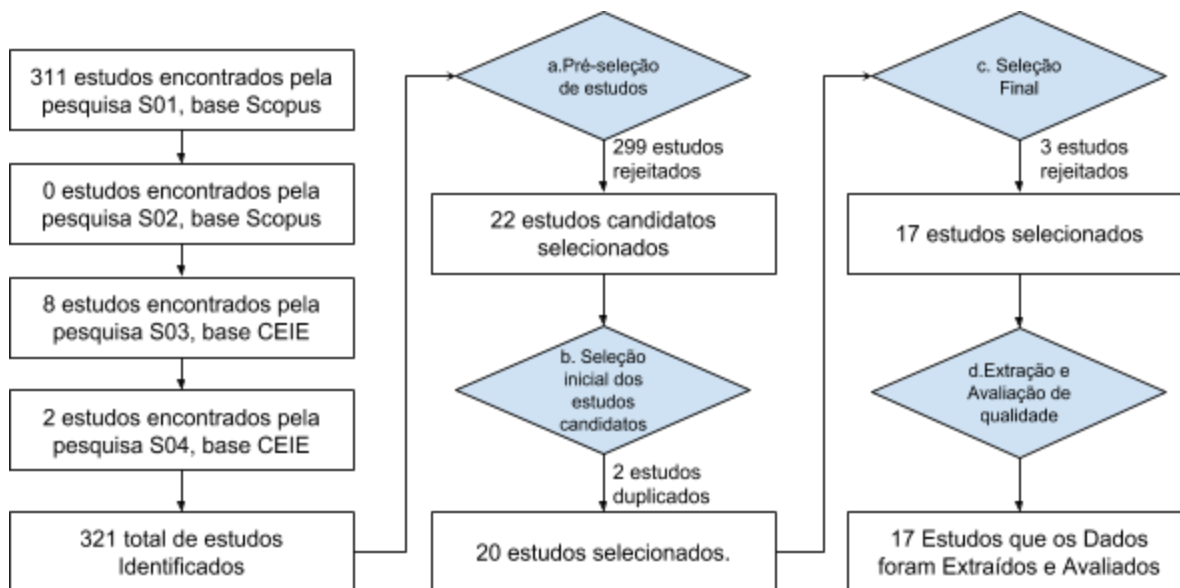 311 estudos encontrados pela
pesquisa S01, base Scopus
0 estudos encontrados pela
pesquisa S02, base Scopus
8 estudos encontrados pela
pesquisa S03, base CEIE
2 estudos encontrados pela
pesquisa S04, base CEIE
321 total de estudos
Identificados
a.Pré-seleção
de estudos
299 estudos
rejeitados
22 estudos candidatos
selecionados
b. Seleção
inicial dos
estudos
candidatos
2 estudos
duplicados
20 estudos selecionados.
c. Seleção
Final
3 estudos
rejeitados
17 estudos selecionados
d.Extração e
Avaliação de
qualidade
17 Estudos que os Dados
foram Extraídos e Avaliados